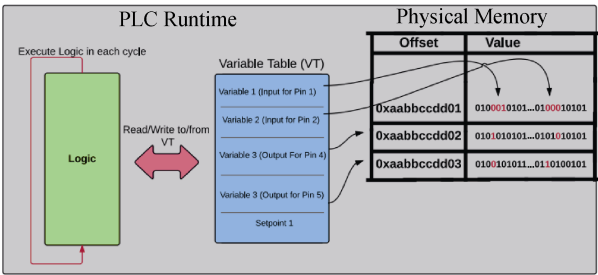 PLC Runtime
Physical Memory
Execute Logic in each cycle
Logic
Read/Write to/from
VT
Variable Table (VT)
Variable 1 (Input for Pin 1)
Variable 2 (Input for Pin 2)
Variable 3 (Output For Pin 4)
Variable 3 (Output for Pin 5)
Setpoint 1
Offset Value
0xaabbccdd01 0100010101...0100010101
0xaabbccdd02 0101010101...0101010101
0xaabbccdd03 0100101011...0110100101